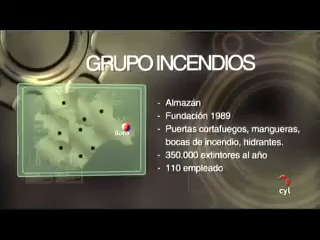 GRUPO INCENDIOS
- Almazán
- Fundación 1989
- Puertas cortafuegos, mangueras,
bocas de incendio, hidrantes.
- 350.000 extintores al año
- 110 empleado
Soria
cyl